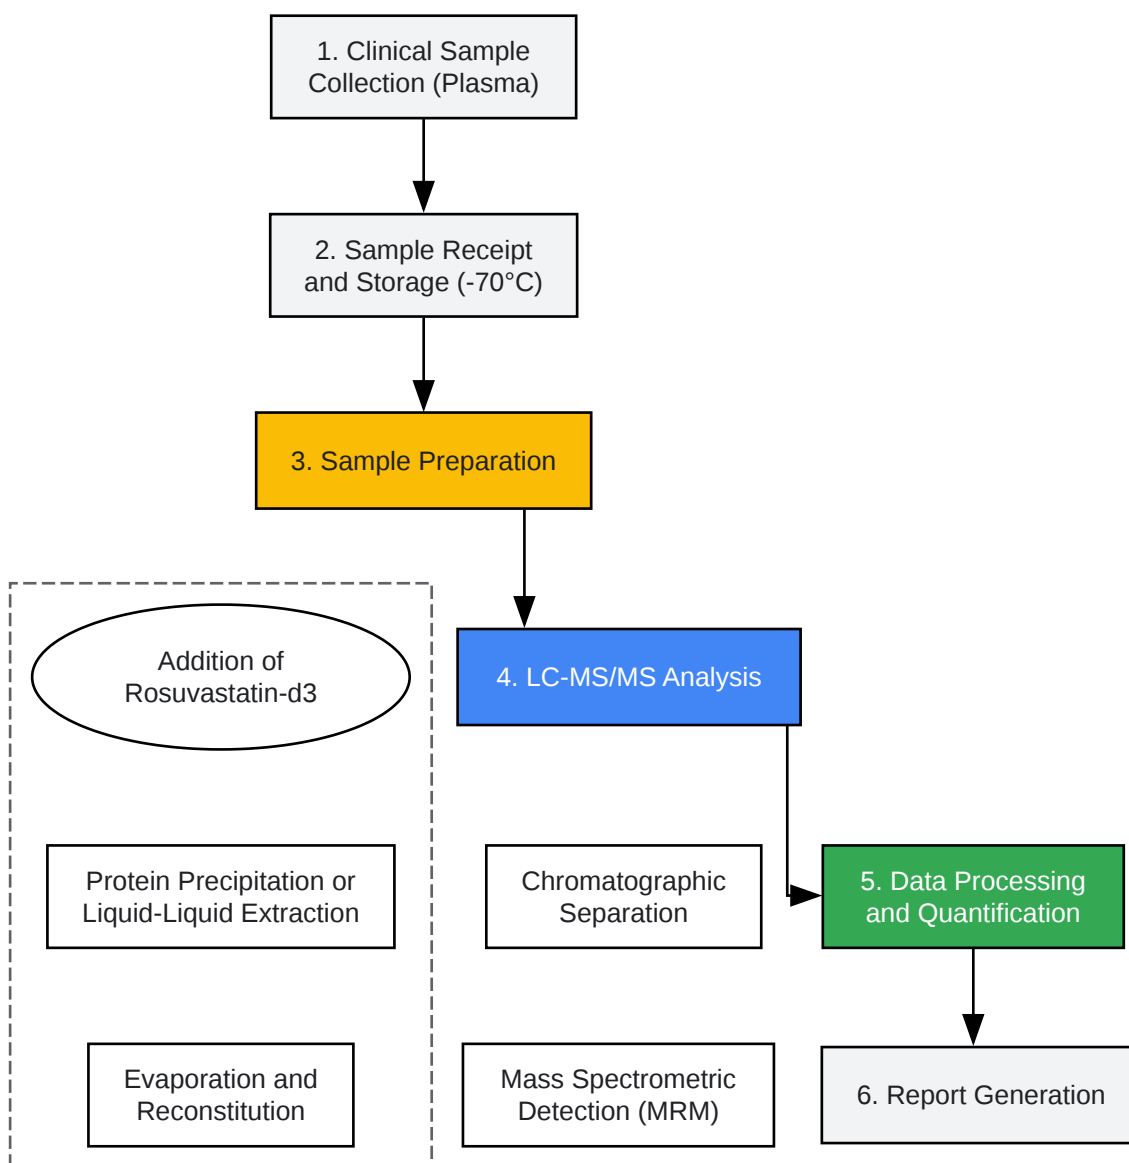 1. Clinical Sample
Collection (Plasma)
2. Sample Receipt
and Storage (-70°C)
3. Sample Preparation
Addition of
Rosuvastatin-d3
4. LC-MS/MS Analysis
Protein Precipitation or
Liquid-Liquid Extraction
Chromatographic
Separation
5. Data Processing
and Quantification
Evaporation and
Reconstitution
Mass Spectrometric
Detection (MRM)
6. Report Generation